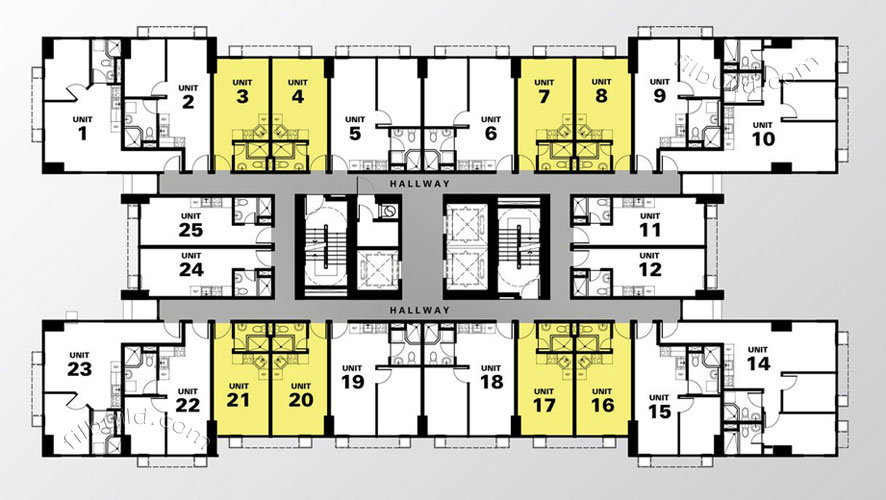 UNIT
1
UNIT
2
UNIT
3
UNIT
4
UNIT
5
UNIT
6
UNIT
7
UNIT
8
UNIT
9
UNIT
10
filbuild.com
HALLWAY
UNIT
25
UNIT
11
UNIT
24
UNIT
12
HALLWAY
UNIT
23
UNIT
22
UNIT
21
UNIT
20
UNIT
19
UNIT
18
UNIT
17
UNIT
16
UNIT
15
UNIT
14
filbuild.com